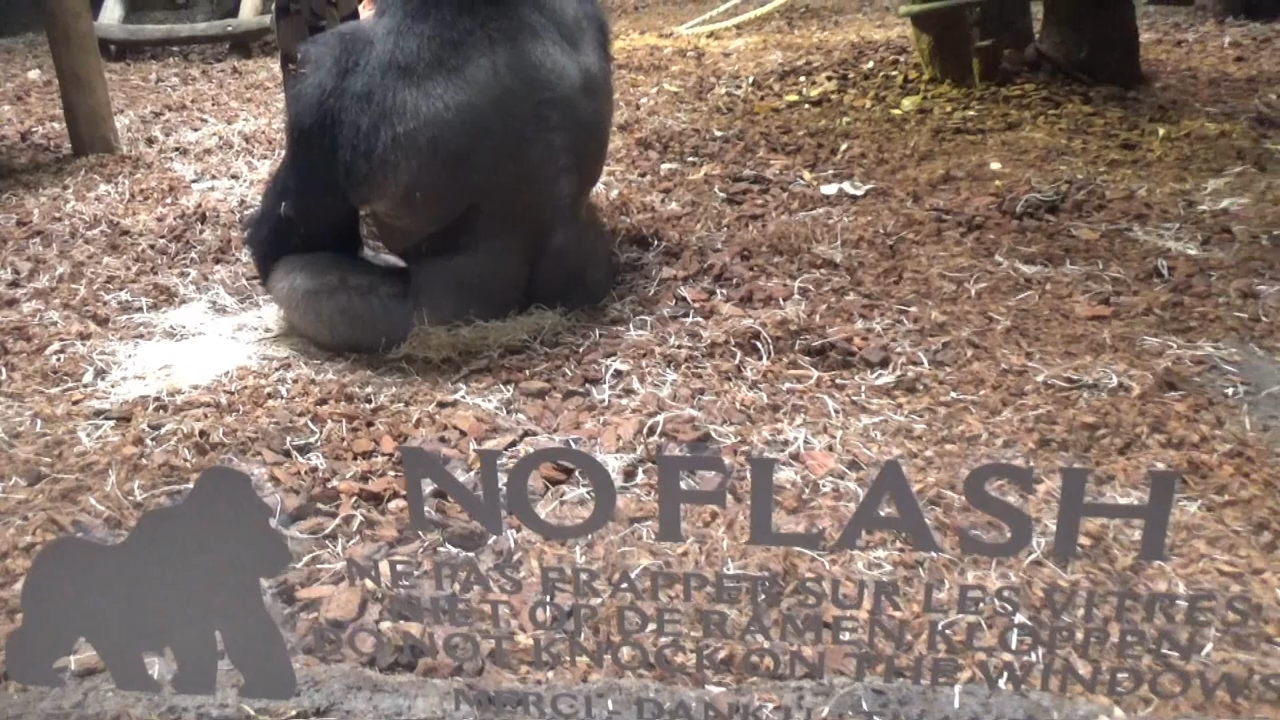 NO FLASH
NE PAS FRAPPER SUR LES VITRES
NIET OP DE RAMEN KLOPPEN
DO NOT KNOCK ON THE WINDOWS
MERCI - DANK U